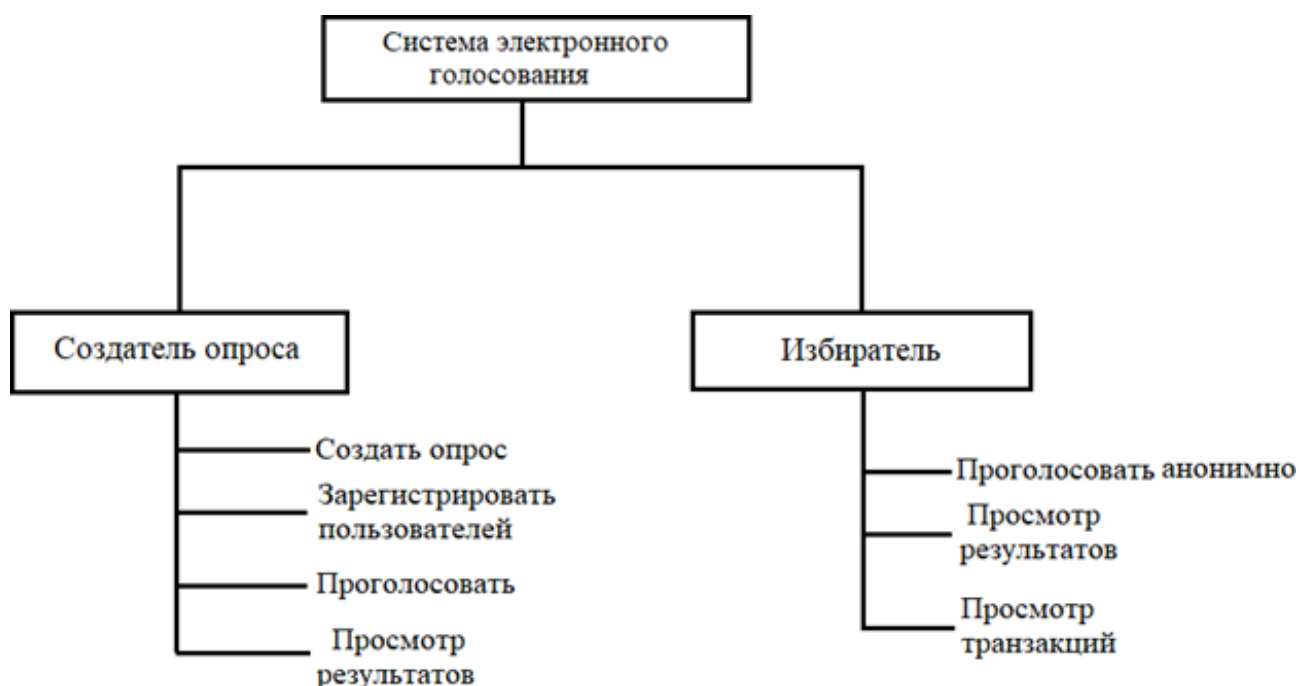 Система электронного
голосования
Создатель опроса
Создать опрос
Зарегистрировать
пользователей
Проголосовать
Просмотр
результатов
Избиратель
Проголосовать анонимно
Просмотр
результатов
Просмотр
транзакций